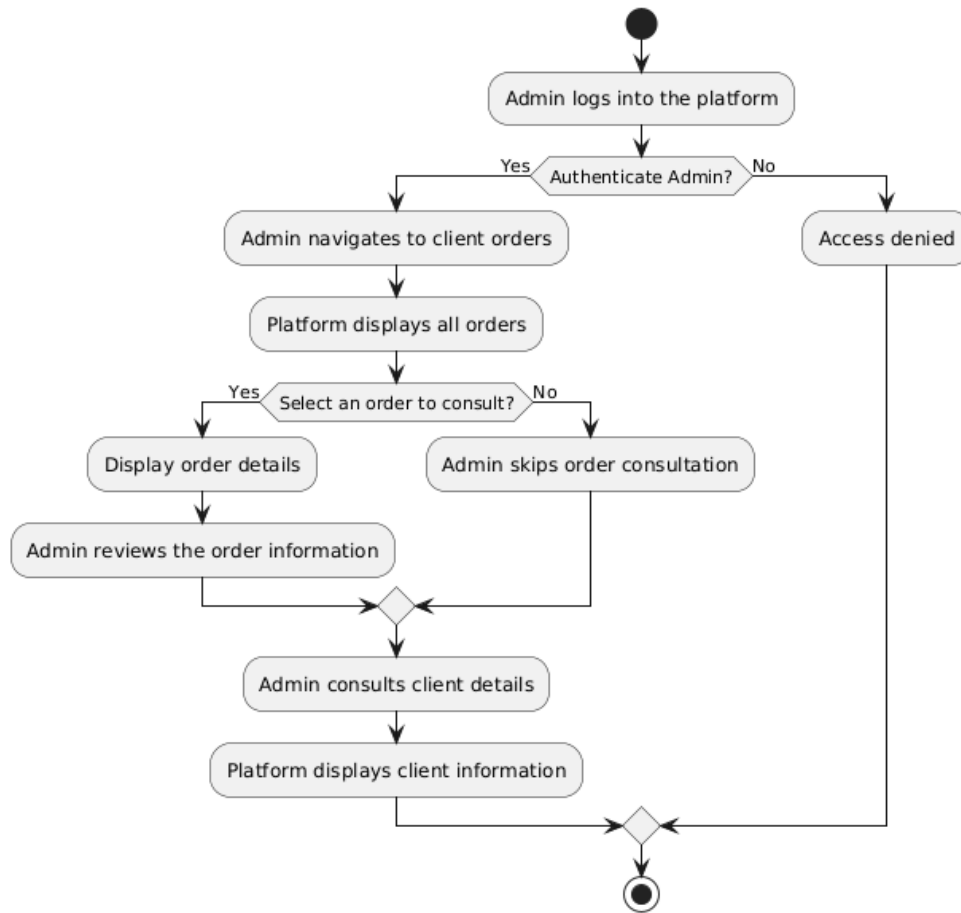 Admin logs into the platform
Yes
Authenticate Admin?
No
Admin navigates to client orders
Access denied
Platform displays all orders
Yes
Select an order to consult?
No
Display order details
Admin skips order consultation
Admin reviews the order information
Admin consults client details
Platform displays client information